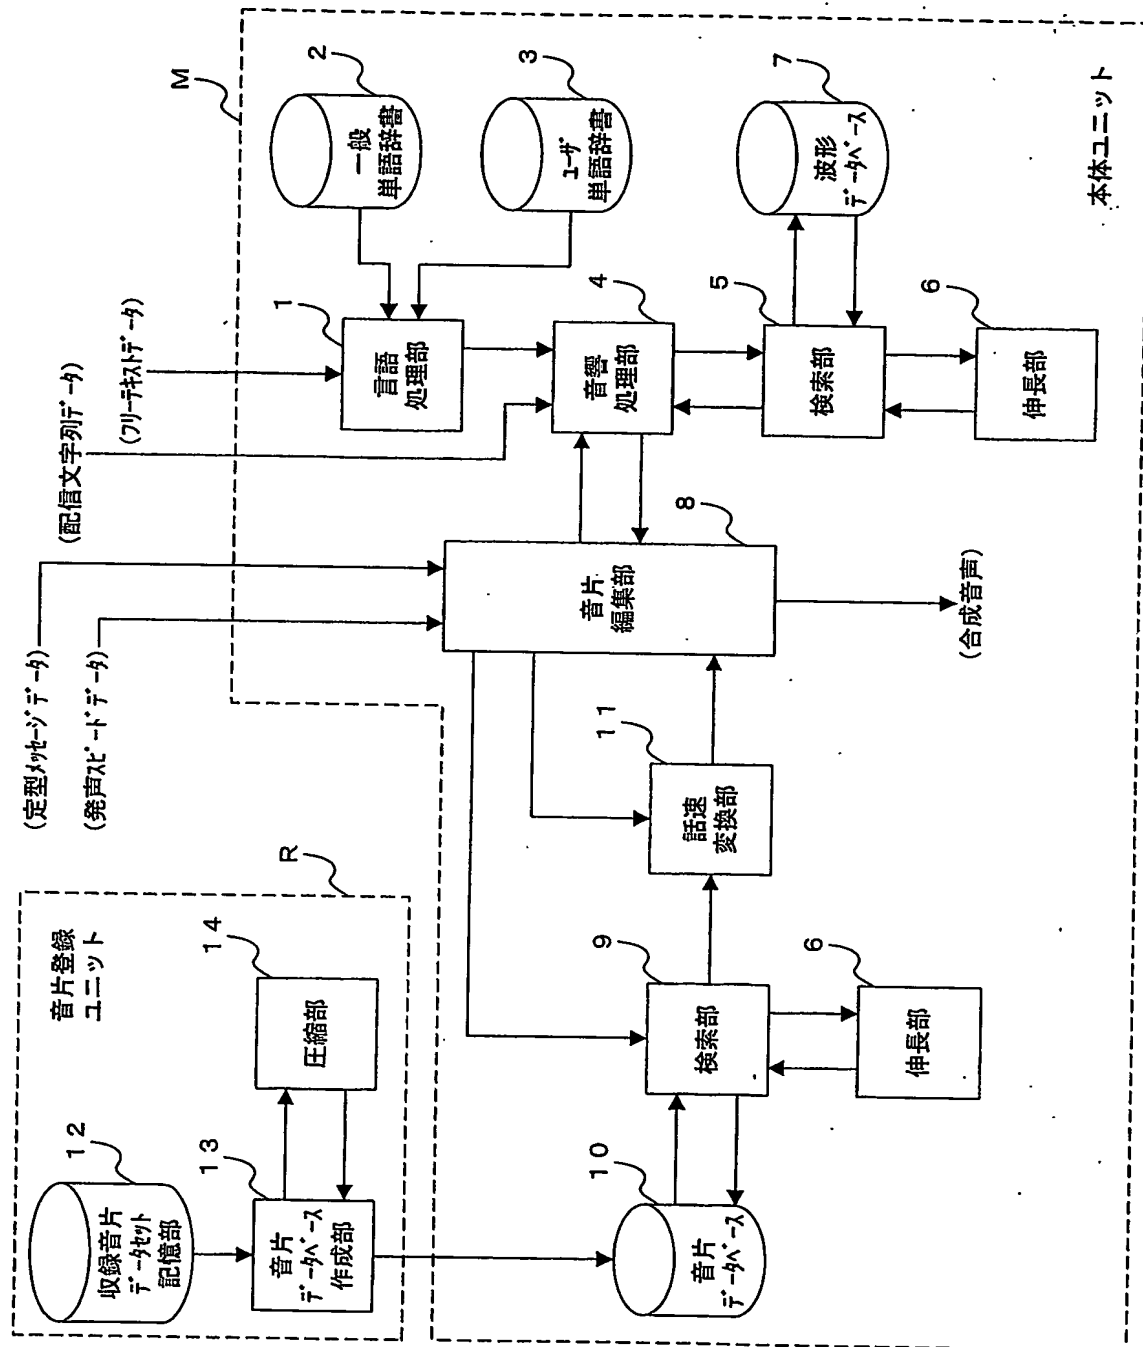 音片登録
ユニット
R
収録音片
データセット
記憶部
12
音片
データベース
作成部
13
圧縮部
14
(定型メッセージデータ)
(発声スピードデータ)
(配信文字列データ)
(フリーテキストデータ)
M
言語
処理部
1
一般
単語辞書
2
ユーザ
単語辞書
3
音響
処理部
4
検索部
5
伸長部
6
波形
データベース
7
音片
編集部
8
話速
変換部
11
検索部
9
伸長部
6
音片
データベース
10
(合成音声)
本体ユニット